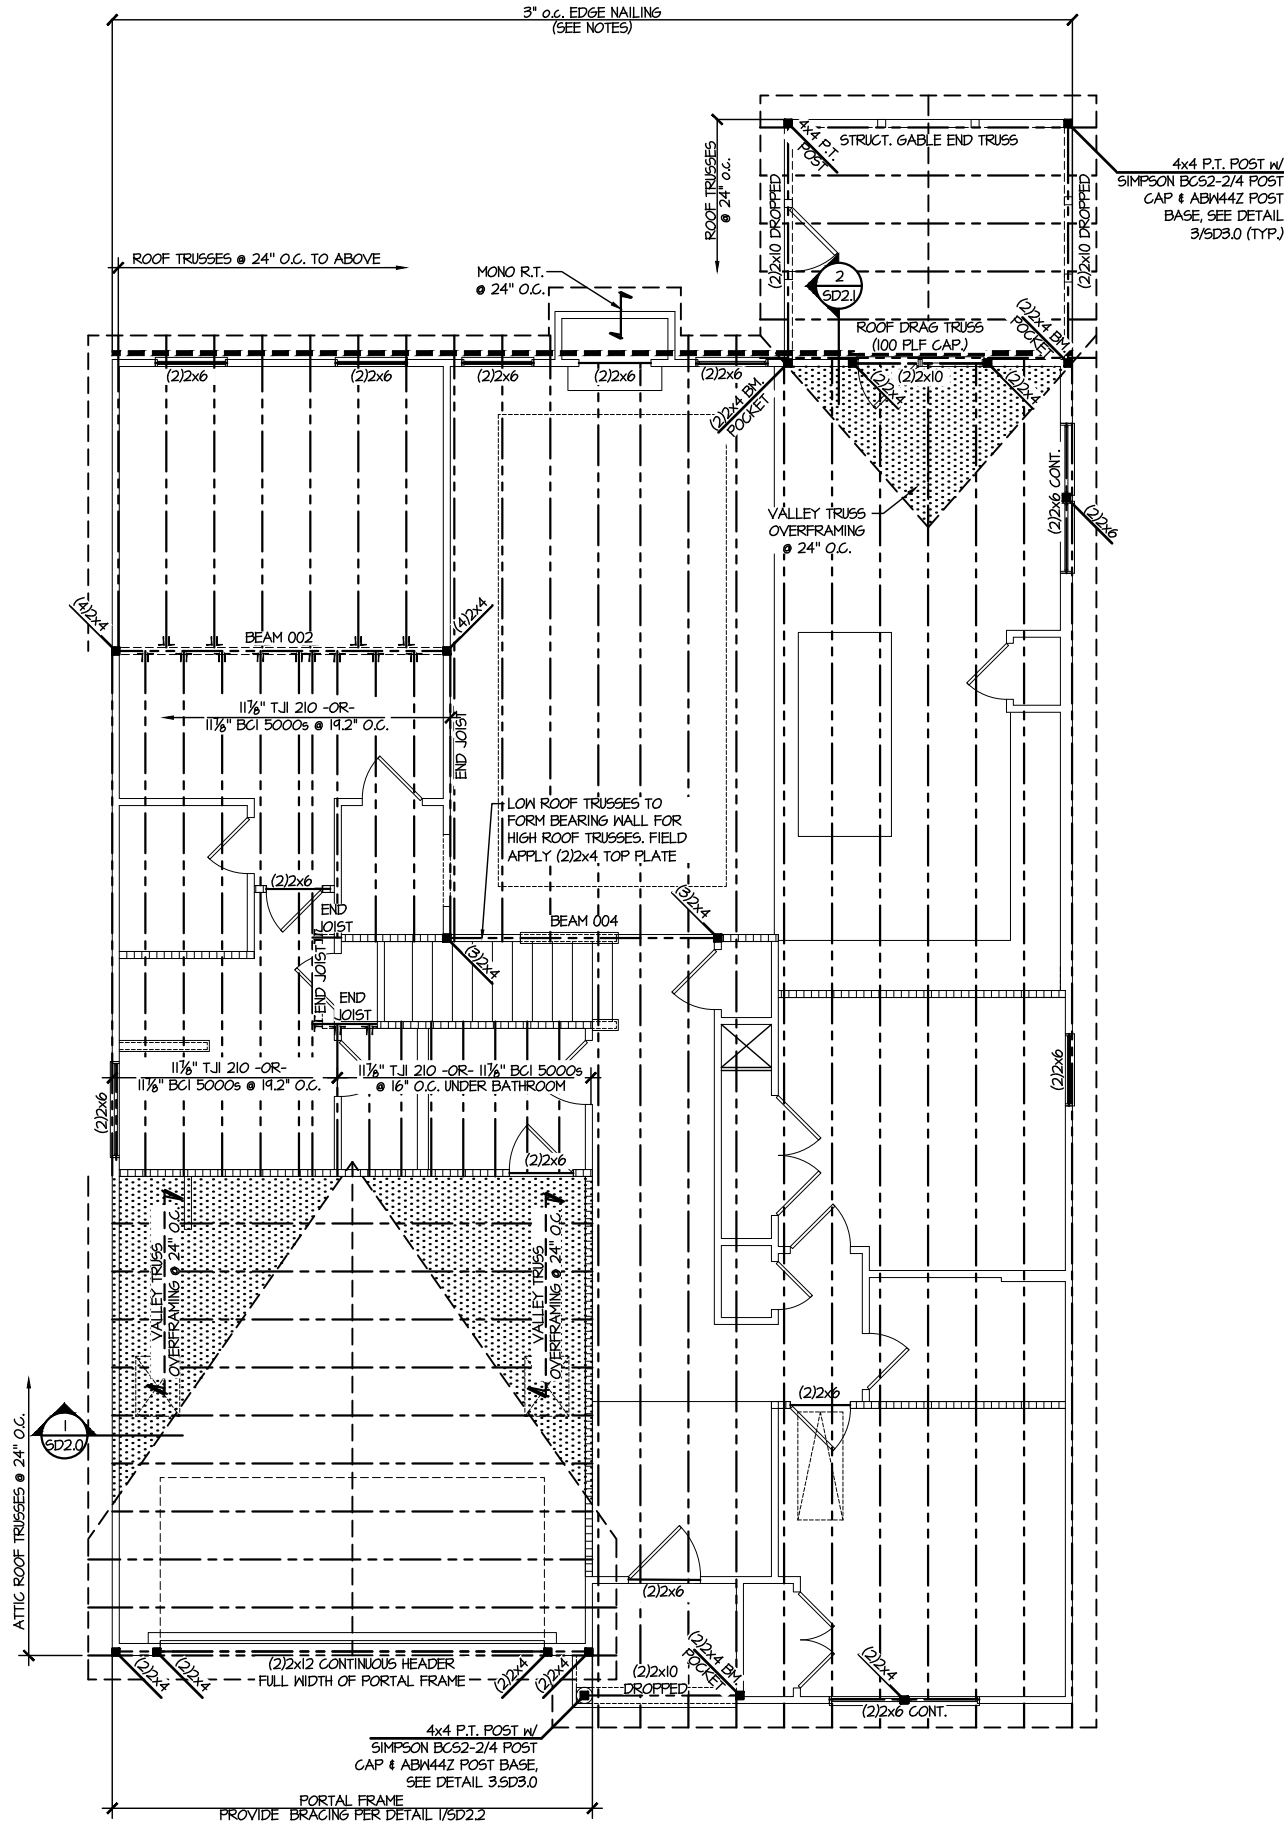 3" o.c. EDGE NAILING
(SEE NOTES)
4x4 P.T.
POST
STRUCT. GABLE END TRUSS
ROOF TRUSSES
@ 24" o.c.
(2)2x10 DROPPED
(2)2x10 DROPPED
4x4 P.T. POST W/
SIMPSON BCS2-2/4 POST
CAP & ABW44Z POST
BASE, SEE DETAIL
3/SD3.0 (TYP.)
ROOF TRUSSES @ 24" O.C. TO ABOVE
MONO R.T.
@ 24" O.C.
2
SD2.1
ROOF DRAG TRUSS
(100 PLF CAP.)
(2)2x4 BM.
POCKET
(2)2x6
(2)2x6
(2)2x6
(2)2x6
(2)2x6
(2)2x4 BM.
POCKET
(2)2x4
(2)2x10
(2)2x4
VALLEY TRUSS
OVERFRAMING
@ 24" O.C.
(2)2x6 CONT.
(2)2x6
(4)2x4
BEAM 002
(4)2x4
11⅞" TJI 210 -OR-
11⅞" BCI 5000s @ 19.2" O.C.
END JOIST
LOW ROOF TRUSSES TO
FORM BEARING WALL FOR
HIGH ROOF TRUSSES. FIELD
APPLY (2)2x4 TOP PLATE
(2)2x6
END
JOIST
(3)2x4
BEAM 004
(3)2x4
END JOIST
END
JOIST
11⅞" TJI 210 -OR-
11⅞" BCI 5000s @ 19.2" O.C.
11⅞" TJI 210 -OR- 11⅞" BCI 5000s
@ 16" O.C. UNDER BATHROOM
(2)2x6
(2)2x6
(2)2x6
VALLEY TRUSS
OVERFRAMING @ 24" O.C.
VALLEY TRUSS
OVERFRAMING @ 24" O.C.
ATTIC ROOF TRUSSES @ 24" O.C.
1
SD2.0
(2)2x6
(2)2x6
(2)2x4
(2)2x4
(2)2x12 CONTINUOUS HEADER
FULL WIDTH OF PORTAL FRAME
(2)2x4
(2)2x4
(2)2x10
DROPPED
(2)2x4 BM.
POCKET
(2)2x4
(2)2x6 CONT.
4x4 P.T. POST W/
SIMPSON BCS2-2/4 POST
CAP & ABW44Z POST BASE,
SEE DETAIL 3.SD3.0
PORTAL FRAME
PROVIDE BRACING PER DETAIL 1/SD2.2